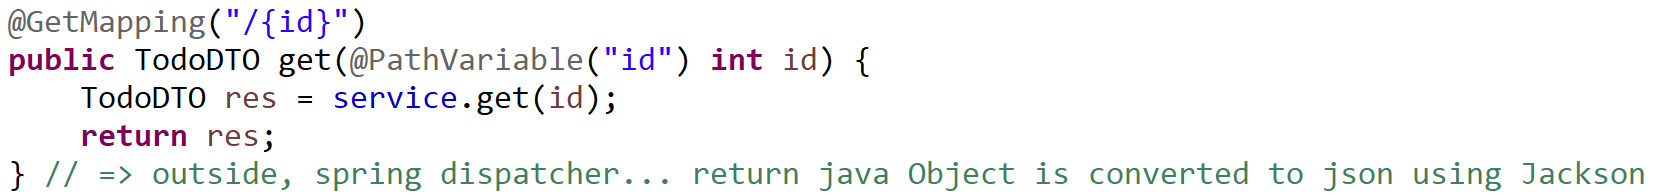 @GetMapping("/{id}")
public TodoDTO get(@PathVariable("id") int id) {
    TodoDTO res = service.get(id);
    return res;
} // => outside, spring dispatcher... return java Object is converted to json using Jackson